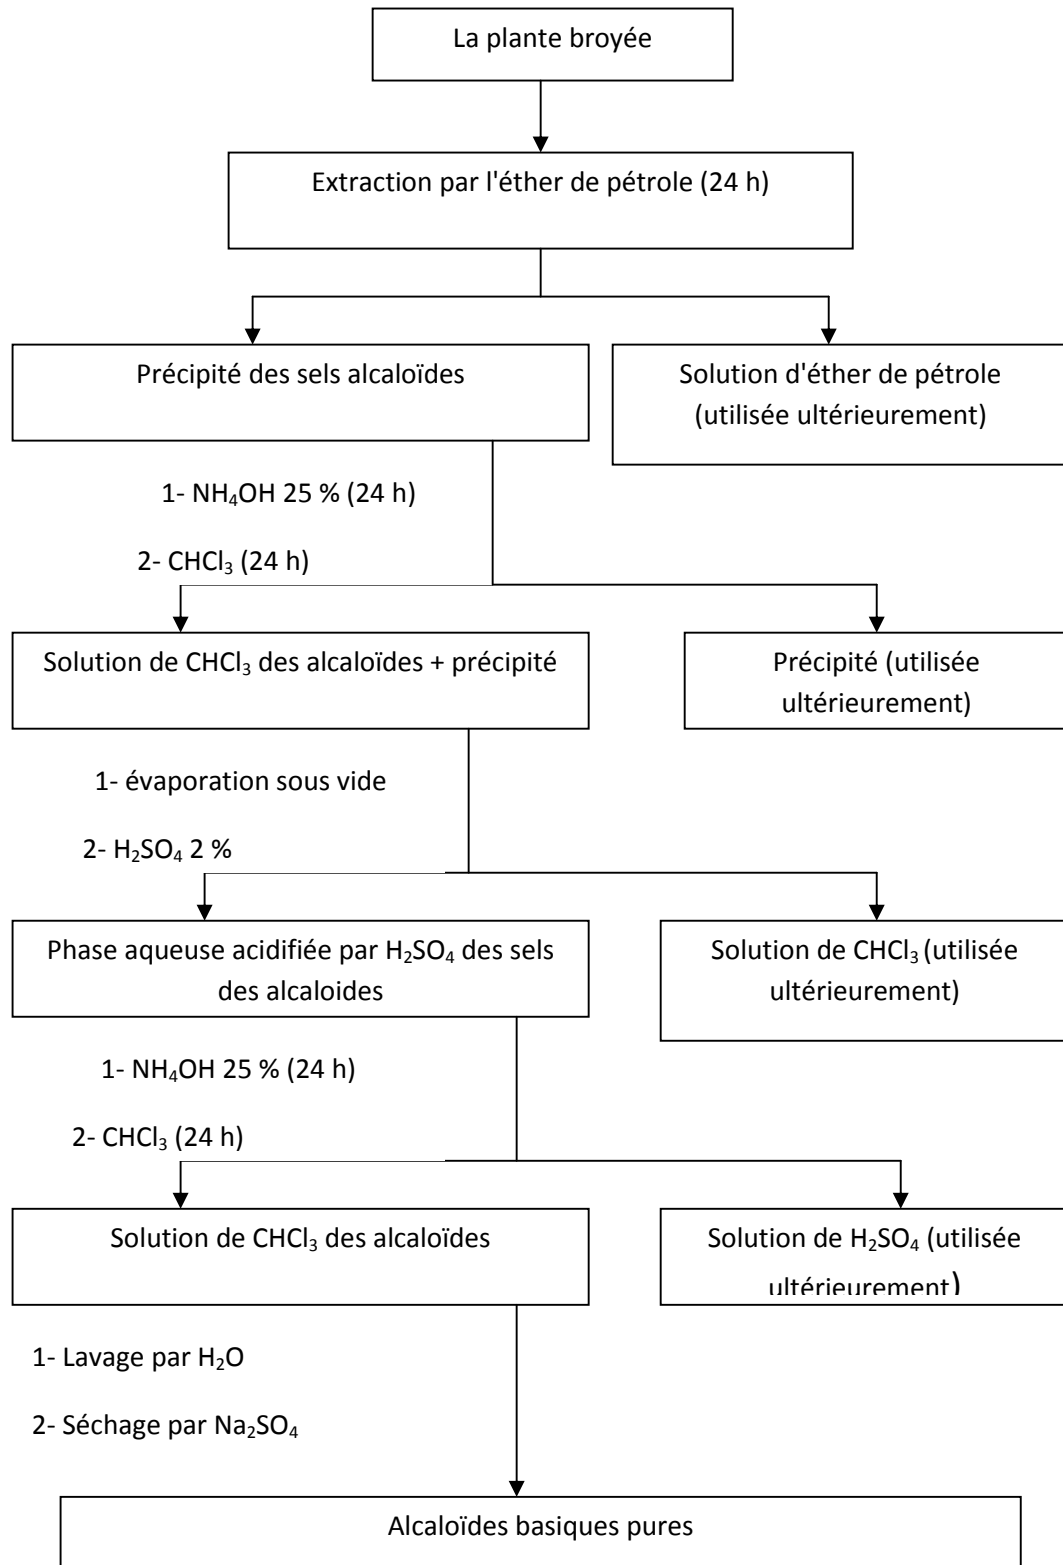 La plante broyée
Extraction par l'éther de pétrole (24 h)
Précipité des sels alcaloïdes
Solution d'éther de pétrole
(utilisée ultérieurement)
1- NH₄OH 25 % (24 h)
2- CHCl₃ (24 h)
Solution de CHCl₃ des alcaloïdes + précipité
Précipité (utilisée
ultérieurement)
1- évaporation sous vide
2- H₂SO₄ 2 %
Phase aqueuse acidifiée par H₂SO₄ des sels
des alcaloides
Solution de CHCl₃ (utilisée
ultérieurement)
1- NH₄OH 25 % (24 h)
2- CHCl₃ (24 h)
Solution de CHCl₃ des alcaloïdes
Solution de H₂SO₄ (utilisée
ultérieurement)
1- Lavage par H₂O
2- Séchage par Na₂SO₄
Alcaloïdes basiques pures